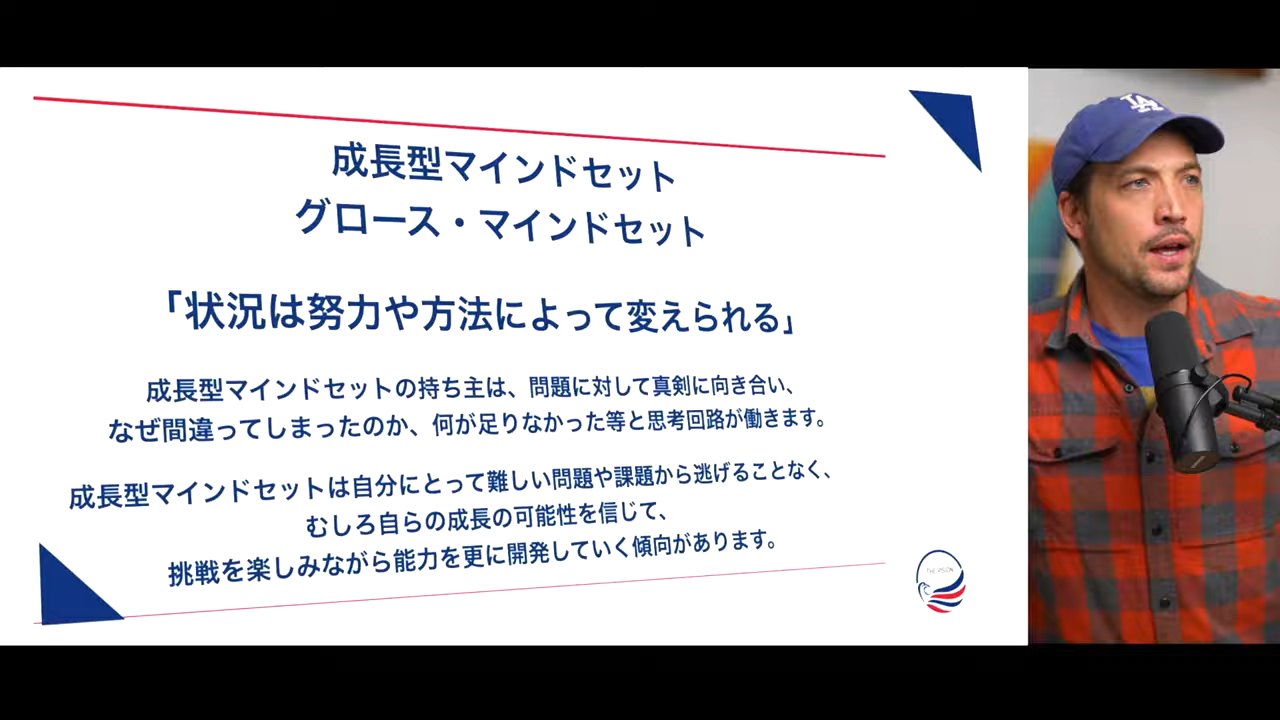 成長型マインドセット
グロース・マインドセット
「状況は努力や方法によって変えられる」
成長型マインドセットの持ち主は、問題に対して真剣に向き合い、
なぜ間違ってしまったのか、何が足りなかった等と思考回路が働きます。
成長型マインドセットは自分にとって難しい問題や課題から逃げることなく、
むしろ自らの成長の可能性を信じて、
挑戦を楽しみながら能力を更に開発していく傾向があります。
THE VISION
LA